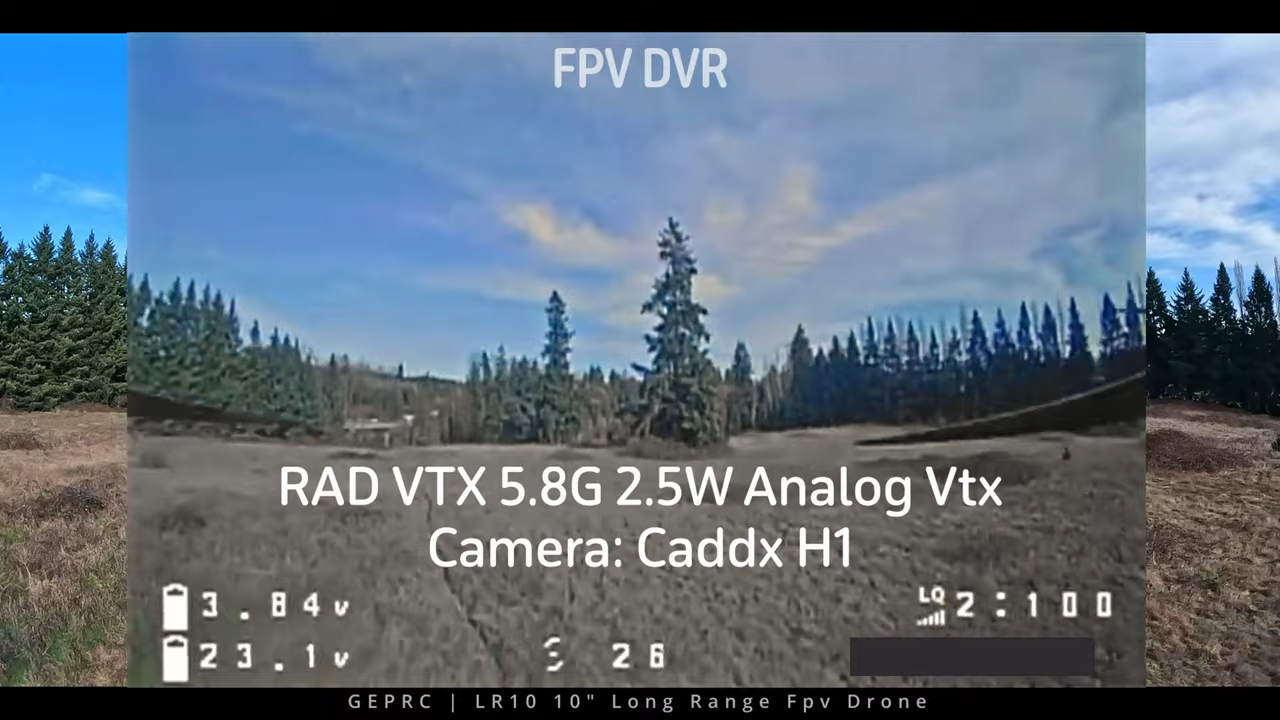 FPV DVR
RAD VTX 5.8G 2.5W Analog Vtx
Camera: Caddx H1
3.84v LQ 2:100
23.1v 26
GEPRC | LR10 10" Long Range Fpv Drone